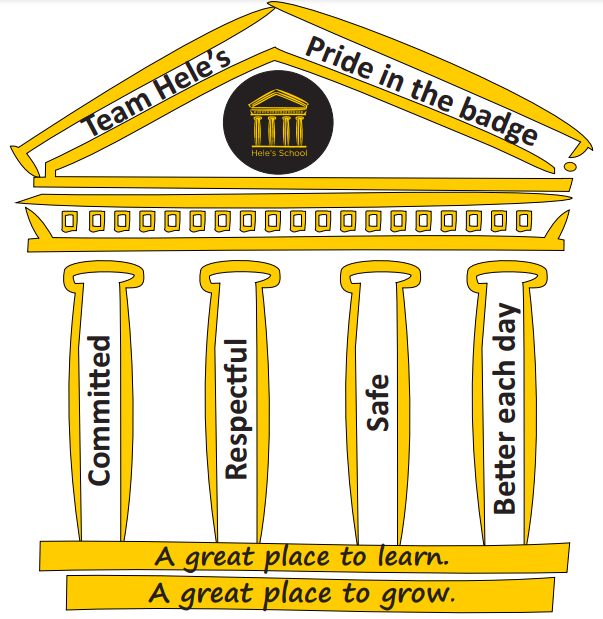 Team Hele's
Pride in the badge
Hele's School
Committed
Respectful
Safe
Better each day
A great place to learn.
A great place to grow.